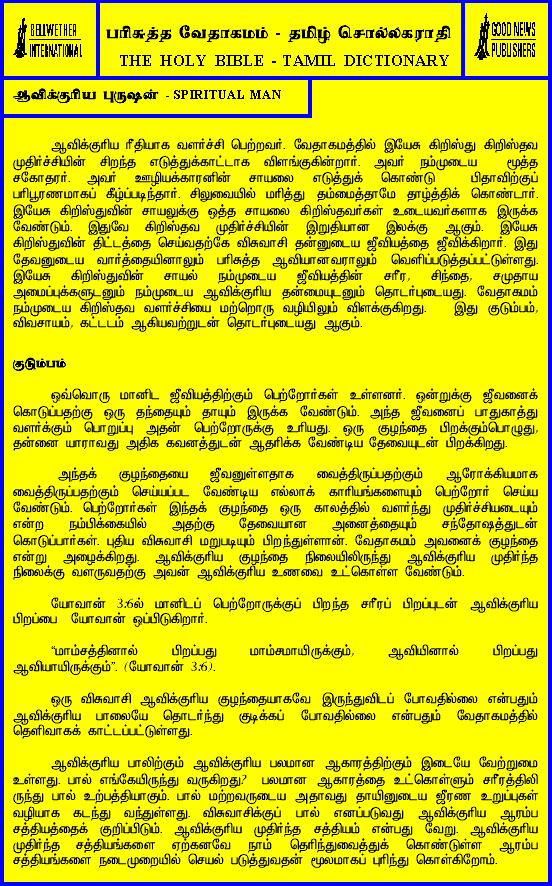 BELLWETHER
INTERNATIONAL
பரிசுத்த வேதாகமம் - தமிழ் சொல்லகராதி
THE HOLY BIBLE - TAMIL DICTIONARY
GOOD NEWS
PUBLISHERS
ஆவிக்குரிய புருஷன் - SPIRITUAL MAN
ஆவிக்குரிய ரீதியாக வளர்ச்சி பெற்றவர். வேதாகமத்தில் இயேசு கிறிஸ்து கிறிஸ்தவ
முதிர்ச்சியின் சிறந்த எடுத்துக்காட்டாக விளங்குகின்றார். அவர் நம்முடைய மூத்த
சகோதரர். அவர் ஊழியக்காரனின் சாயலை எடுத்துக் கொண்டு பிதாவிற்குப்
பரிபூரணமாகப் கீழ்ப்படிந்தார். சிலுவையில் மரித்து தம்மைத்தாமே தாழ்த்திக் கொண்டார்.
இயேசு கிறிஸ்துவின் சாயலுக்கு ஒத்த சாயலை கிறிஸ்தவர்கள் உடையவர்களாக இருக்க
வேண்டும். இதுவே கிறிஸ்தவ முதிர்ச்சியின் இறுதியான இலக்கு ஆகும். இயேசு
கிறிஸ்துவின் திட்டத்தை செய்வதற்கே விசுவாசி தன்னுடைய ஜீவியத்தை ஜீவிக்கிறார். இது
தேவனுடைய வார்த்தையினாலும் பரிசுத்த ஆவியானவராலும் வெளிப்படுத்தப்பட்டுள்ளது.
இயேசு கிறிஸ்துவின் சாயல் நம்முடைய ஜீவியத்தின் சரீர, சிந்தை, சமுதாய
அமைப்புக்களுடனும் நம்முடைய ஆவிக்குரிய தன்மையுடனும் தொடர்புடையது. வேதாகமம்
நம்முடைய கிறிஸ்தவ வளர்ச்சியை மற்றொரு வழியிலும் விளக்குகிறது. இது குடும்பம்,
விவசாயம், கட்டடம் ஆகியவற்றுடன் தொடர்புடையது ஆகும்.
குடும்பம்
ஒவ்வொரு மானிட ஜீவியத்திற்கும் பெற்றோர்கள் உள்ளனர். ஒன்றுக்கு ஜீவனைக்
கொடுப்பதற்கு ஒரு தந்தையும் தாயும் இருக்க வேண்டும். அந்த ஜீவனைப் பாதுகாத்து
வளர்க்கும் பொறுப்பு அதன் பெற்றோருக்கு உரியது. ஒரு குழந்தை பிறக்கும்பொழுது,
தன்னை யாராவது அதிக கவனத்துடன் ஆதரிக்க வேண்டிய தேவையுடன் பிறக்கிறது.
அந்தக் குழந்தையை ஜீவனுள்ளதாக வைத்திருப்பதற்கும் ஆரோக்கியமாக
வைத்திருப்பதற்கும் செய்யப்பட வேண்டிய எல்லாக் காரியங்களையும் பெற்றோர் செய்ய
வேண்டும். பெற்றோர்கள் இந்தக் குழந்தை ஒரு காலத்தில் வளர்ந்து முதிர்ச்சியடையும்
என்ற நம்பிக்கையில் அதற்கு தேவையான அனைத்தையும் சந்தோஷத்துடன்
கொடுப்பார்கள். புதிய விசுவாசி மறுபடியும் பிறந்துள்ளான். வேதாகமம் அவனைக் குழந்தை
என்று அழைக்கிறது. ஆவிக்குரிய குழந்தை நிலையிலிருந்து ஆவிக்குரிய முதிர்ந்த
நிலைக்கு வளருவதற்கு அவன் ஆவிக்குரிய உணவை உட்கொள்ள வேண்டும்.
யோவான் 3:6ல் மானிடப் பெற்றோருக்குப் பிறந்த சரீரப் பிறப்புடன் ஆவிக்குரிய
பிறப்பை யோவான் ஒப்பிடுகிறார்.
“மாம்சத்தினால் பிறப்பது மாம்சமாயிருக்கும், ஆவியினால் பிறப்பது
ஆவியாயிருக்கும்”. (யோவான் 3:6).
ஒரு விசுவாசி ஆவிக்குரிய குழந்தையாகவே இருந்துவிடப் போவதில்லை என்பதும்
ஆவிக்குரிய பாலையே தொடர்ந்து குடிக்கப் போவதில்லை என்பதும் வேதாகமத்தில்
தெளிவாகக் காட்டப்பட்டுள்ளது.
ஆவிக்குரிய பாலிற்கும் ஆவிக்குரிய பலமான ஆகாரத்திற்கும் இடையே வேற்றுமை
உள்ளது. பால் எங்கேயிருந்து வருகிறது? பலமான ஆகாரத்தை உட்கொள்ளும் சரீரத்திலி
ருந்து பால் உற்பத்தியாகும். பால் மற்றவருடைய அதாவது தாயினுடைய ஜீரண உறுப்புகள்
வழியாக கடந்து வந்துள்ளது. விசுவாசிக்குப் பால் எனப்படுவது ஆவிக்குரிய ஆரம்ப
சத்தியத்தைக் குறிப்பிடும். ஆவிக்குரிய முதிர்ந்த சத்தியம் என்பது வேறு. ஆவிக்குரிய
முதிர்ந்த சத்தியங்களை ஏற்கனவே நாம் தெரிந்துவைத்துக் கொண்டுள்ள ஆரம்ப
சத்தியங்களை நடைமுறையில் செயல் படுத்துவதன் மூலமாகப் புரிந்து கொள்கிறோம்.